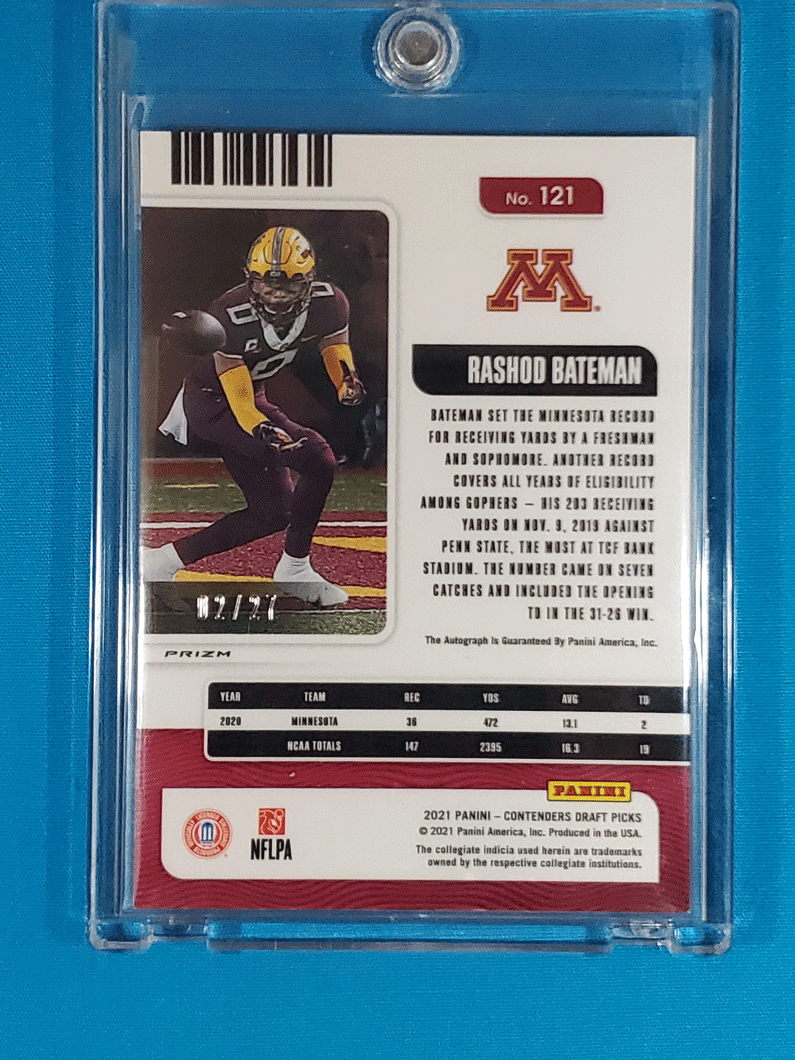 No. 121
M
RASHOD BATEMAN
BATEMAN SET THE MINNESOTA RECORD
FOR RECEIVING YARDS BY A FRESHMAN
AND SOPHOMORE. ANOTHER RECORD
COVERS ALL YEARS OF ELIGIBILITY
AMONG GOPHERS – HIS 203 RECEIVING
YARDS ON NOV. 9, 2019 AGAINST
PENN STATE, THE MOST AT TCF BANK
STADIUM. THE NUMBER CAME ON SEVEN
CATCHES AND INCLUDED THE OPENING
TD IN THE 31-26 WIN.
The Autograph Is Guaranteed By Panini America, Inc.
0
02/27
PRIZM
YEAR TEAM REC YDS AVG TD
2020 MINNESOTA 36 472 13.1 2
NCAA TOTALS 147 2395 16.3 19
PANINI
2021 PANINI – CONTENDERS DRAFT PICKS
© 2021 Panini America, Inc. Produced in the USA.
The collegiate indicia used herein are trademarks
owned by the respective collegiate institutions.
NFLPA